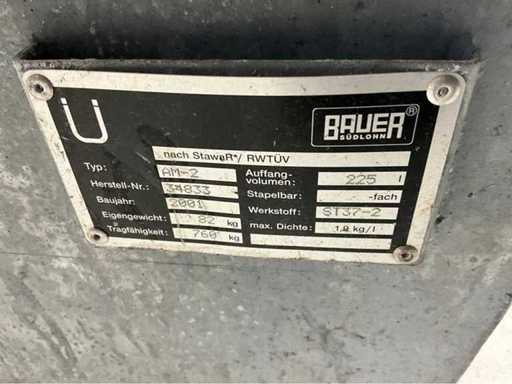 Ü
BAUER®
SÜDLOHN
nach StawaR*/ RWTÜV
Typ: AM-2
Herstell-Nr.: 34833
Baujahr: 2001
Eigengewicht: 82 kg
Tragfähigkeit: 760 kg
Auffang-
volumen: 225 l
Stapelbar: -fach
Werkstoff: ST37-2
max. Dichte: 1,9 kg/l